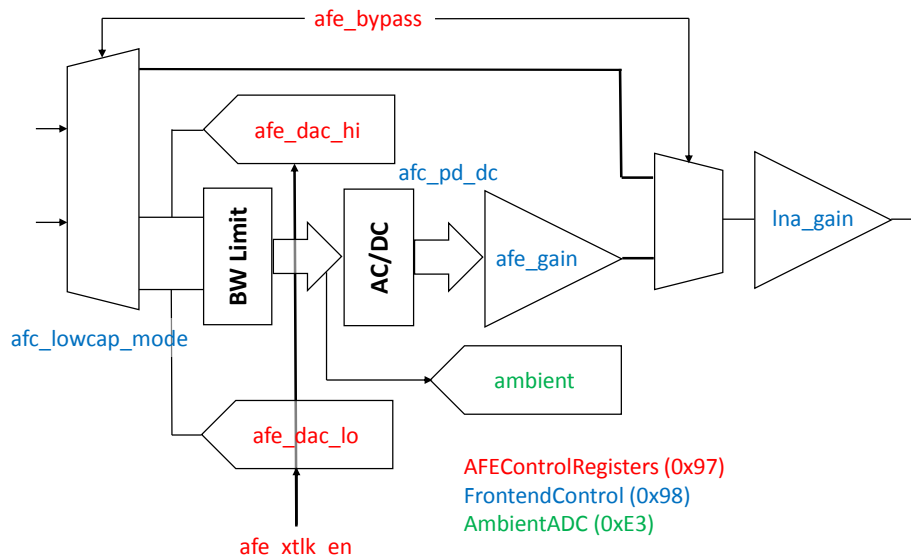 afe_bypass
afe_dac_hi
afc_pd_dc
BW Limit
AC/DC
afe_gain
lna_gain
afc_lowcap_mode
ambient
afe_dac_lo
AFEControlRegisters (0x97)
FrontendControl (0x98)
AmbientADC (0xE3)
afe_xtlk_en